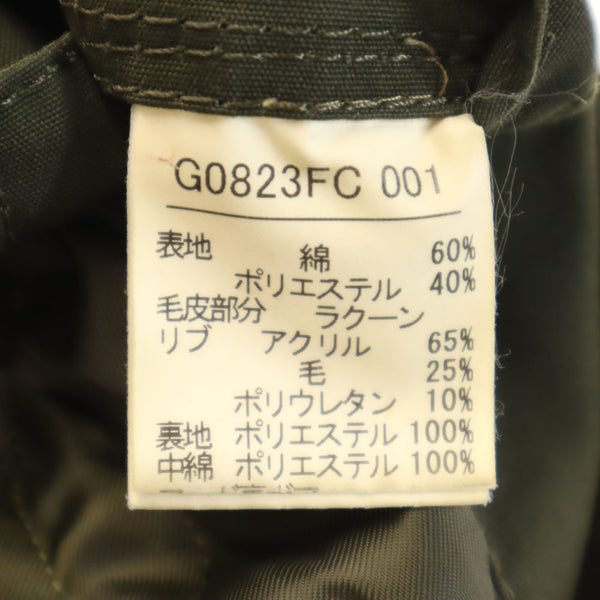 G0823FC 001
表地 綿 60%
ポリエステル 40%
毛皮部分 ラクーン
リブ アクリル 65%
毛 25%
ポリウレタン 10%
裏地 ポリエステル 100%
中綿 ポリエステル 100%